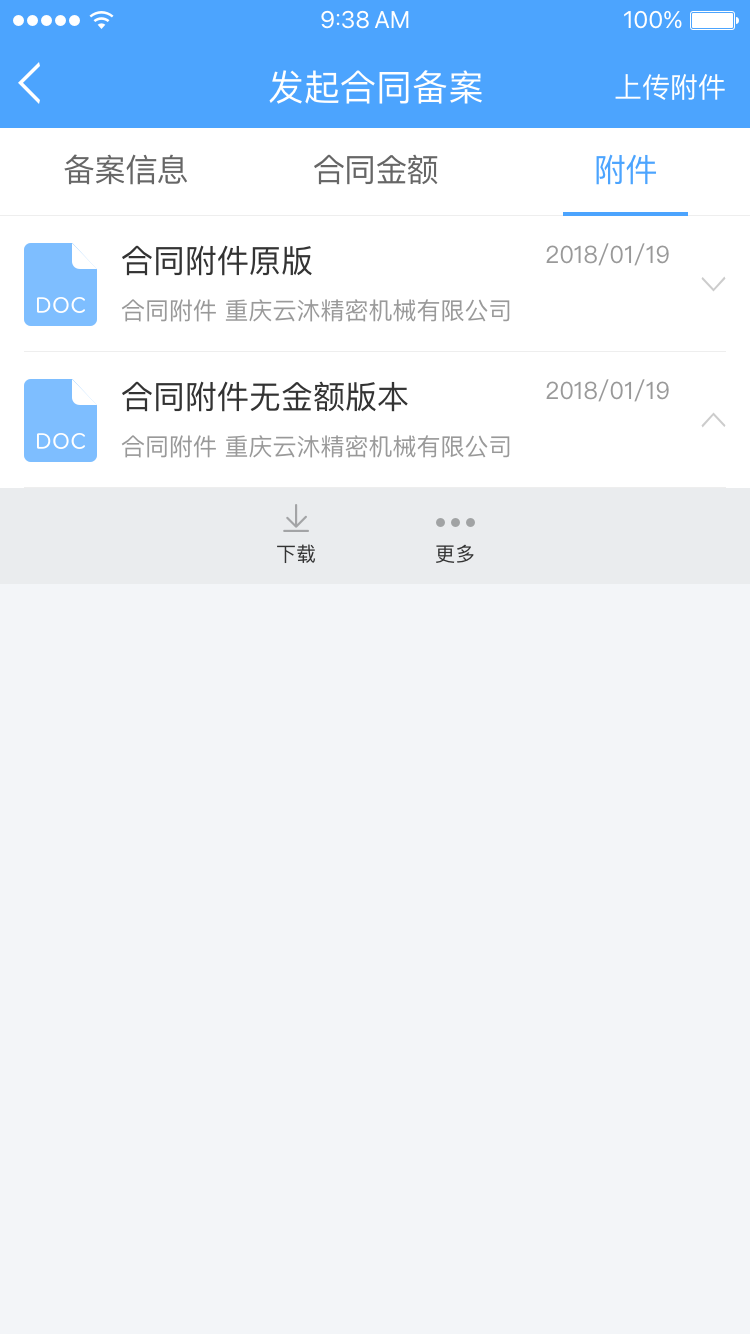 9:38 AM
100%
发起合同备案
上传附件
备案信息
合同金额
附件
DOC
合同附件原版
2018/01/19
合同附件 重庆云沐精密机械有限公司
DOC
合同附件无金额版本
2018/01/19
合同附件 重庆云沐精密机械有限公司
下载
更多